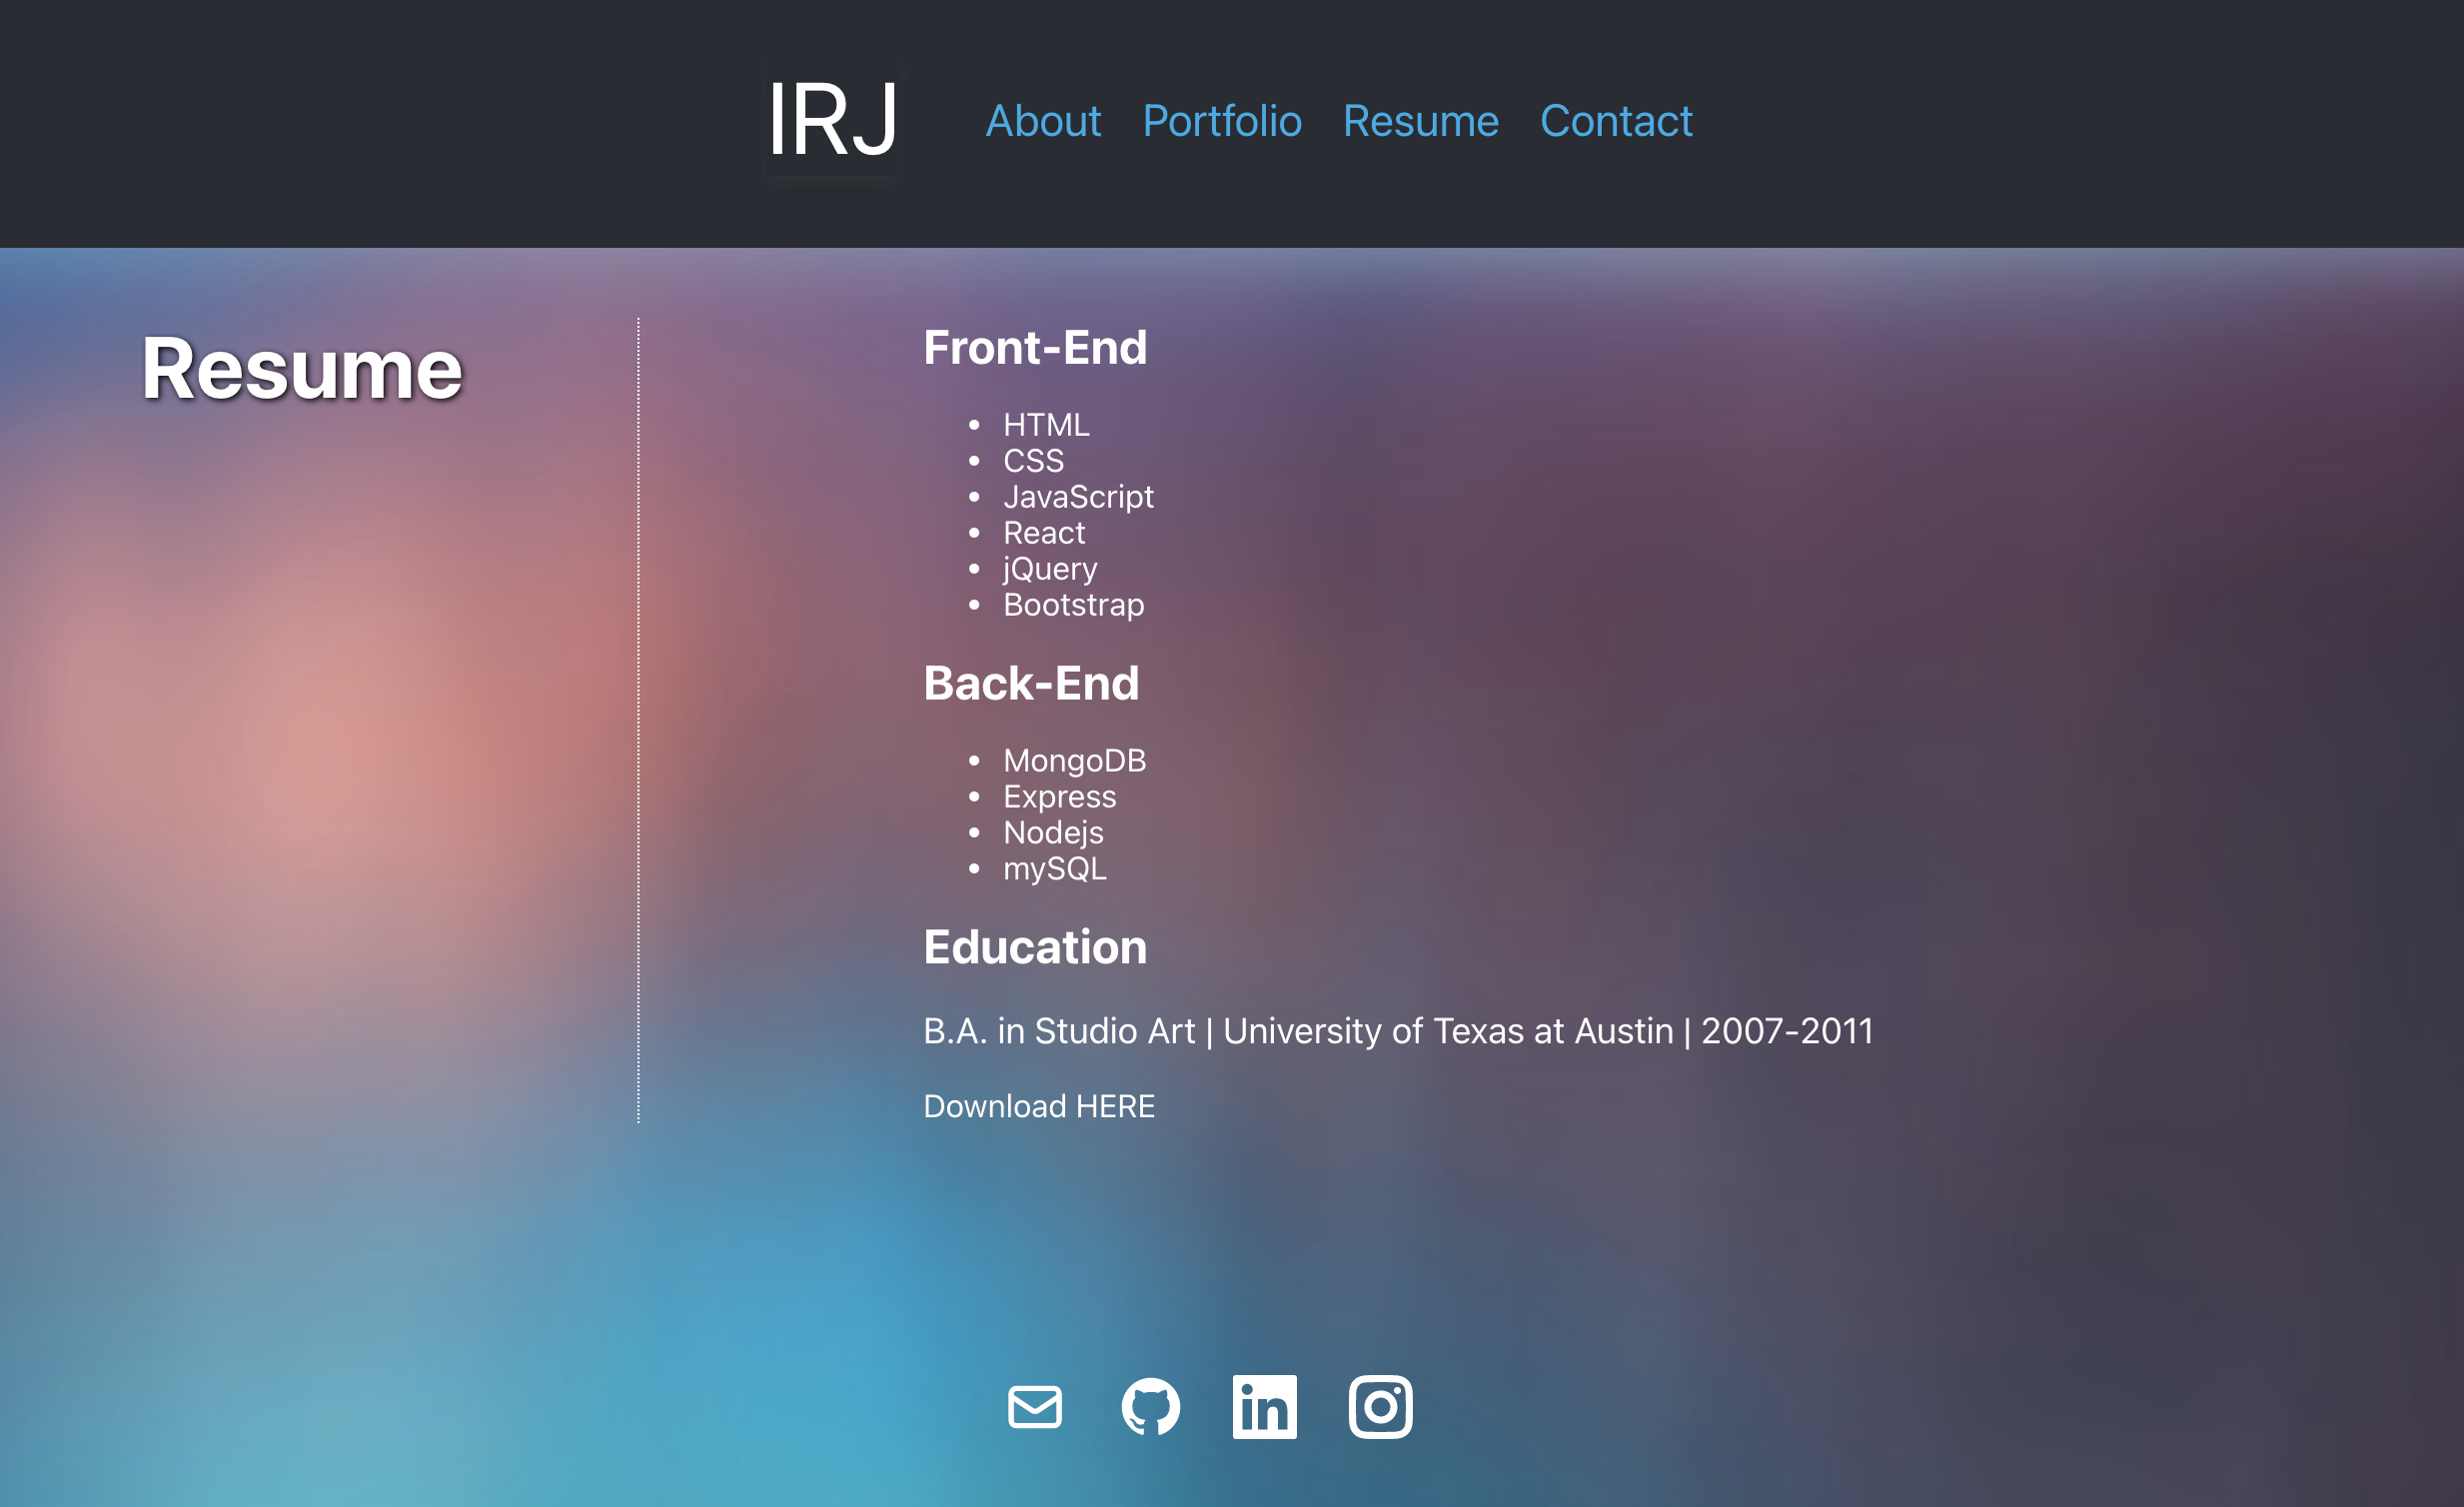 IRJ
About Portfolio Resume Contact
Resume
Front-End
HTML
CSS
JavaScript
React
jQuery
Bootstrap
Back-End
MongoDB
Express
Nodejs
mySQL
Education
B.A. in Studio Art | University of Texas at Austin | 2007-2011
Download HERE
in